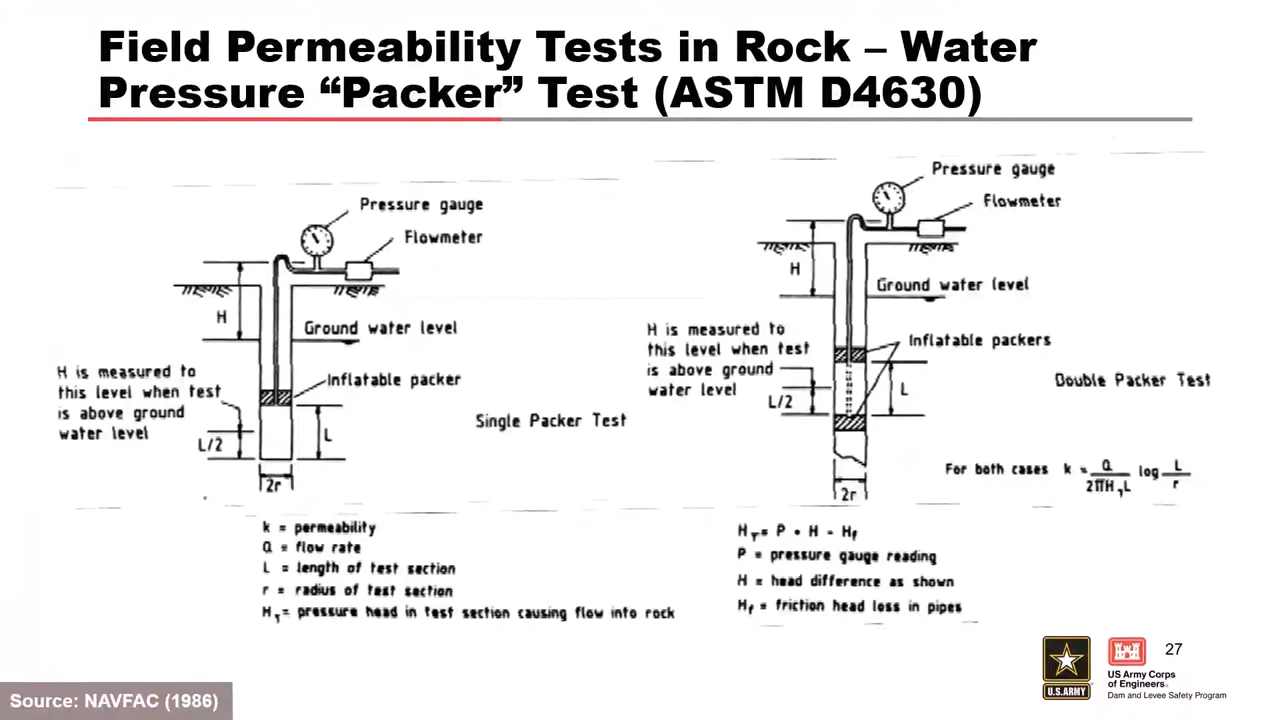 Field Permeability Tests in Rock – Water
Pressure “Packer” Test (ASTM D4630)
Pressure gauge
Flowmeter
H
Ground water level
H is measured to
this level when test
is above ground
water level
Inflatable packer
L/2
L
2r
Single Packer Test
Pressure gauge
Flowmeter
H
Ground water level
H is measured to
this level when test
is above ground
water level
Inflatable packers
L/2
L
2r
Double Packer Test
For both cases k = Q / 2πH_T L log L / r
k = permeability
Q = flow rate
L = length of test section
r = radius of test section
H_T = pressure head in test section causing flow into rock
H_T = P + H - H_f
P = pressure gauge reading
H = head difference as shown
H_f = friction head loss in pipes
U.S.ARMY
US Army Corps
of Engineers®
Dam and Levee Safety Program
27
Source: NAVFAC (1986)